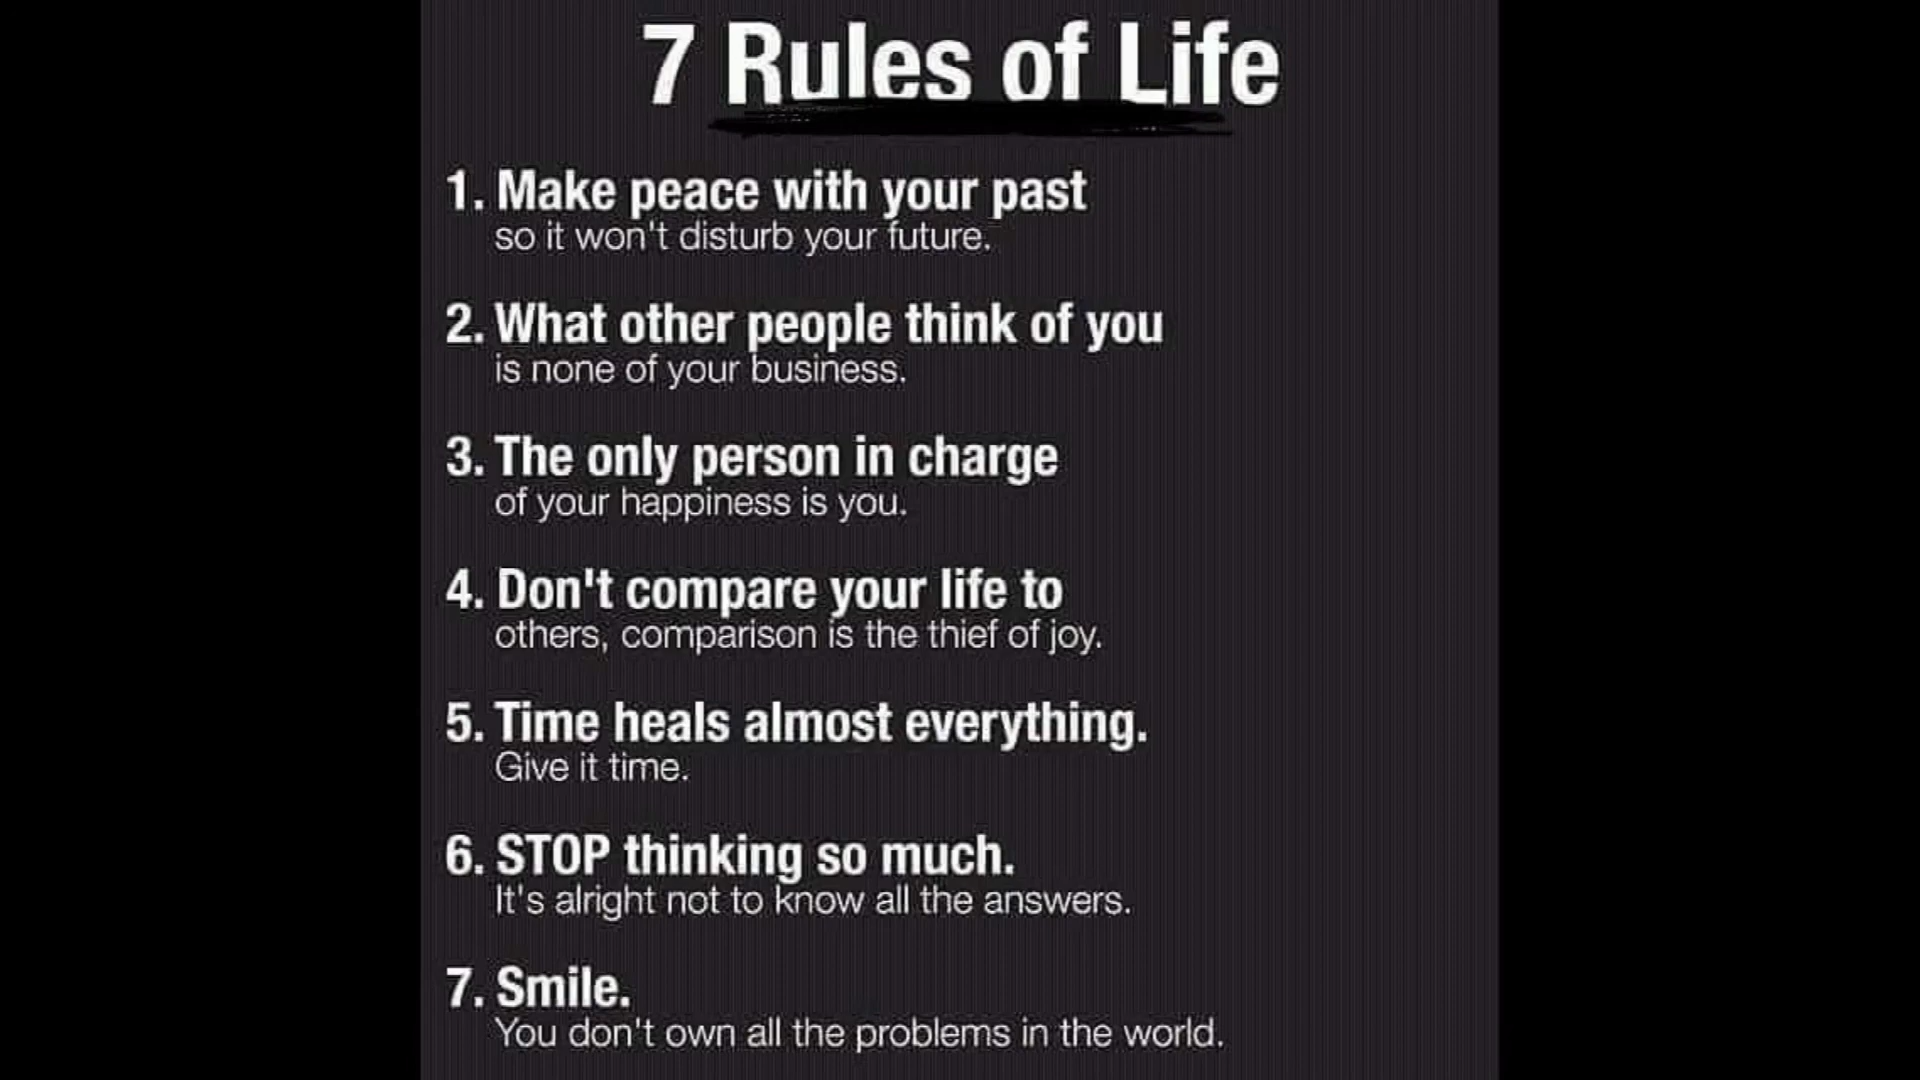 7 Rules of Life
1. Make peace with your past
so it won't disturb your future.
2. What other people think of you
is none of your business.
3. The only person in charge
of your happiness is you.
4. Don't compare your life to
others, comparison is the thief of joy.
5. Time heals almost everything.
Give it time.
6. STOP thinking so much.
It's alright not to know all the answers.
7. Smile.
You don't own all the problems in the world.